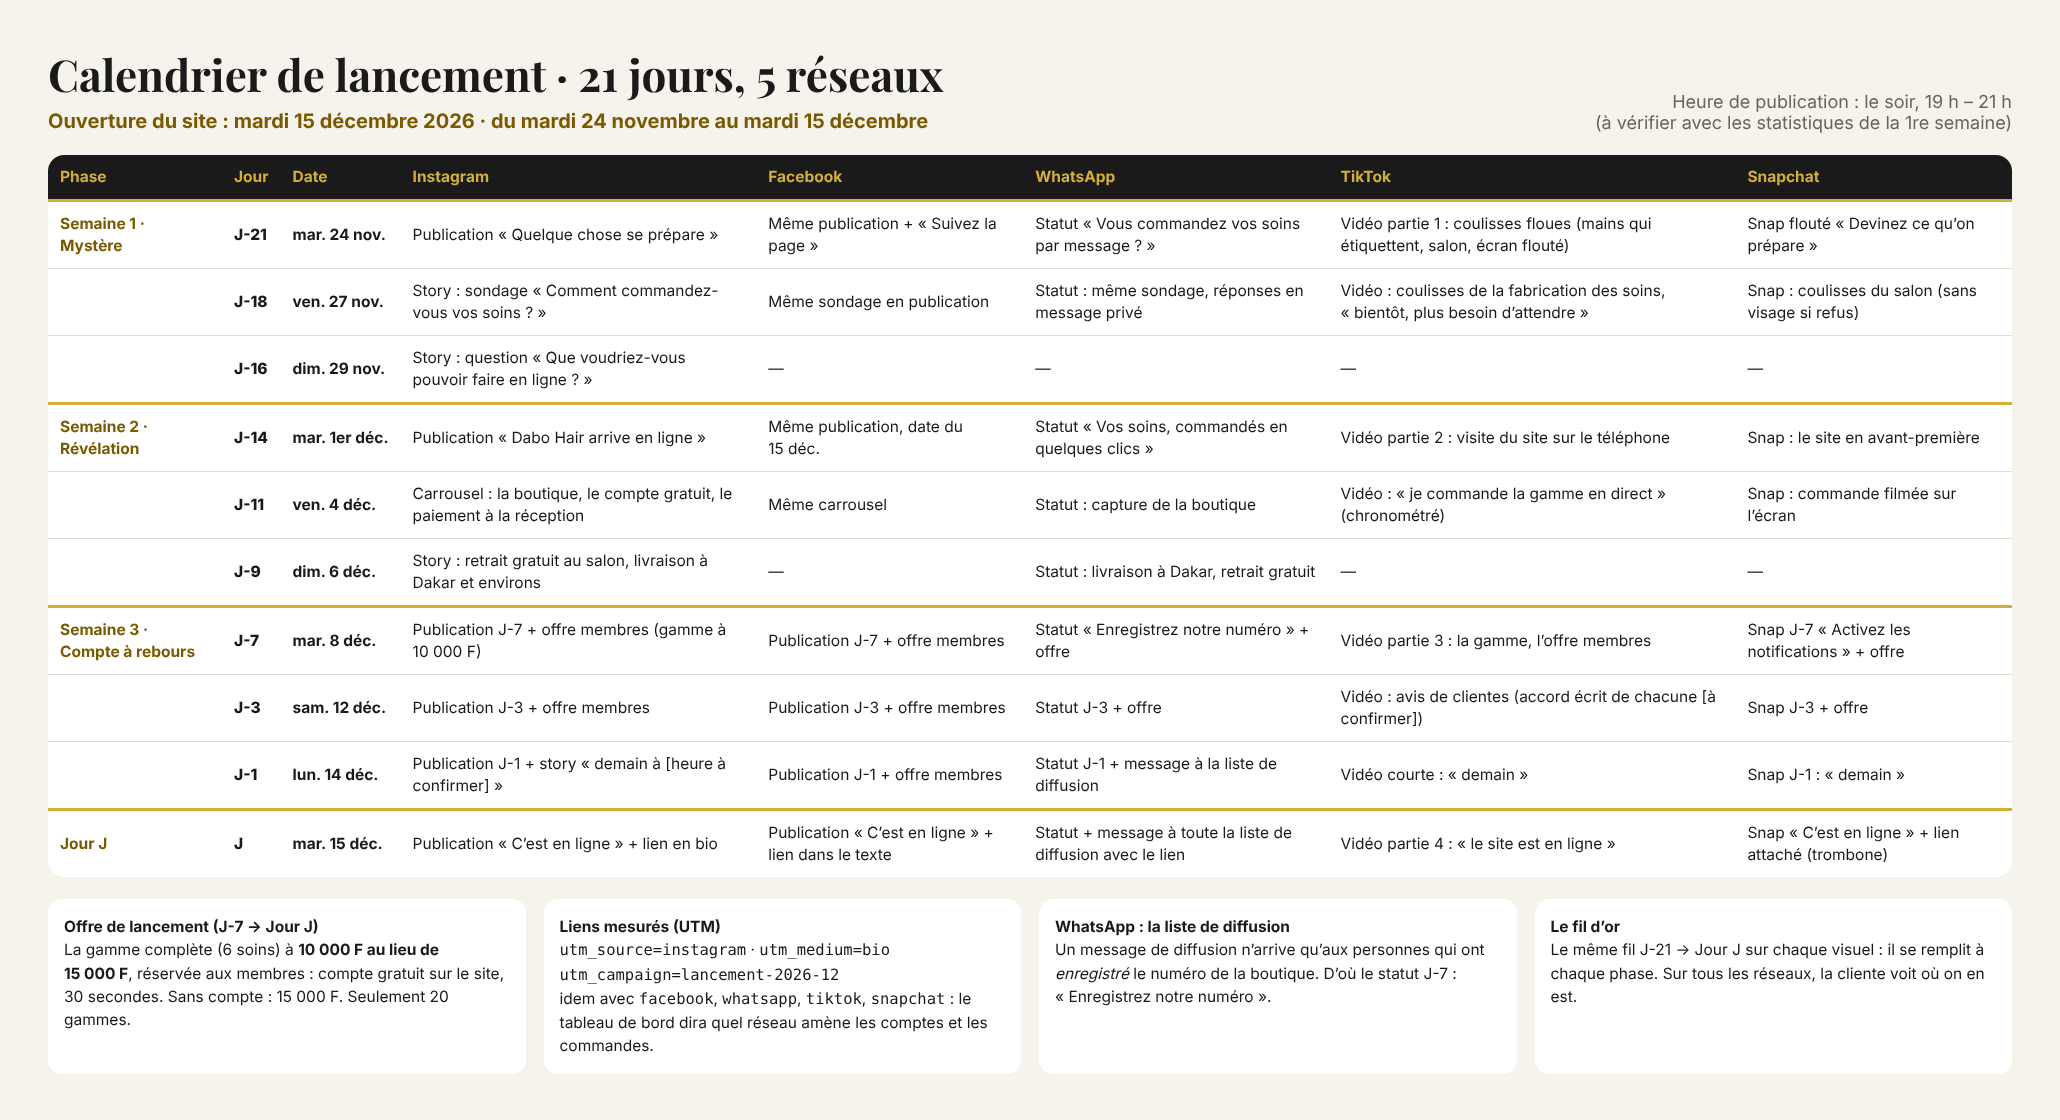 Calendrier de lancement · 21 jours, 5 réseaux
Ouverture du site : mardi 15 décembre 2026 · du mardi 24 novembre au mardi 15 décembre
Heure de publication : le soir, 19 h – 21 h
(à vérifier avec les statistiques de la 1re semaine)
Phase Jour Date Instagram Facebook WhatsApp TikTok Snapchat
Semaine 1 ·
Mystère
J-21
mar. 24 nov.
Publication « Quelque chose se prépare »
Même publication + « Suivez la
page »
Statut « Vous commandez vos soins
par message ? »
Vidéo partie 1 : coulisses floues (mains qui
étiquettent, salon, écran flouté)
Snap flouté « Devinez ce qu’on
prépare »
J-18
ven. 27 nov.
Story : sondage « Comment commandez-
vous vos soins ? »
Même sondage en publication
Statut : même sondage, réponses en
message privé
Vidéo : coulisses de la fabrication des soins,
« bientôt, plus besoin d’attendre »
Snap : coulisses du salon (sans
visage si refus)
J-16
dim. 29 nov.
Story : question « Que voudriez-vous
pouvoir faire en ligne ? »
—
—
—
—
Semaine 2 ·
Révélation
J-14
mar. 1er déc.
Publication « Dabo Hair arrive en ligne »
Même publication, date du
15 déc.
Statut « Vos soins, commandés en
quelques clics »
Vidéo partie 2 : visite du site sur le téléphone
Snap : le site en avant-première
J-11
ven. 4 déc.
Carrousel : la boutique, le compte gratuit, le
paiement à la réception
Même carrousel
Statut : capture de la boutique
Vidéo : « je commande la gamme en direct »
(chronométré)
Snap : commande filmée sur
l’écran
J-9
dim. 6 déc.
Story : retrait gratuit au salon, livraison à
Dakar et environs
—
Statut : livraison à Dakar, retrait gratuit
—
—
Semaine 3 ·
Compte à rebours
J-7
mar. 8 déc.
Publication J-7 + offre membres (gamme à
10 000 F)
Publication J-7 + offre membres
Statut « Enregistrez notre numéro » +
offre
Vidéo partie 3 : la gamme, l’offre membres
Snap J-7 « Activez les
notifications » + offre
J-3
sam. 12 déc.
Publication J-3 + offre membres
Publication J-3 + offre membres
Statut J-3 + offre
Vidéo : avis de clientes (accord écrit de chacune [à
confirmer])
Snap J-3 + offre
J-1
lun. 14 déc.
Publication J-1 + story « demain à [heure à
confirmer] »
Publication J-1 + offre membres
Statut J-1 + message à la liste de
diffusion
Vidéo courte : « demain »
Snap J-1 : « demain »
Jour J
J
mar. 15 déc.
Publication « C’est en ligne » + lien en bio
Publication « C’est en ligne » +
lien dans le texte
Statut + message à toute la liste de
diffusion avec le lien
Vidéo partie 4 : « le site est en ligne »
Snap « C’est en ligne » + lien
attaché (trombone)
Offre de lancement (J-7 → Jour J)
La gamme complète (6 soins) à 10 000 F au lieu de
15 000 F, réservée aux membres : compte gratuit sur le site,
30 secondes. Sans compte : 15 000 F. Seulement 20
gammes.
Liens mesurés (UTM)
utm_source=instagram · utm_medium=bio
utm_campaign=lancement-2026-12
idem avec facebook, whatsapp, tiktok, snapchat : le
tableau de bord dira quel réseau amène les comptes et les
commandes.
WhatsApp : la liste de diffusion
Un message de diffusion n’arrive qu’aux personnes qui ont
enregistré le numéro de la boutique. D’où le statut J-7 :
« Enregistrez notre numéro ».
Le fil d’or
Le même fil J-21 → Jour J sur chaque visuel : il se remplit à
chaque phase. Sur tous les réseaux, la cliente voit où on en
est.